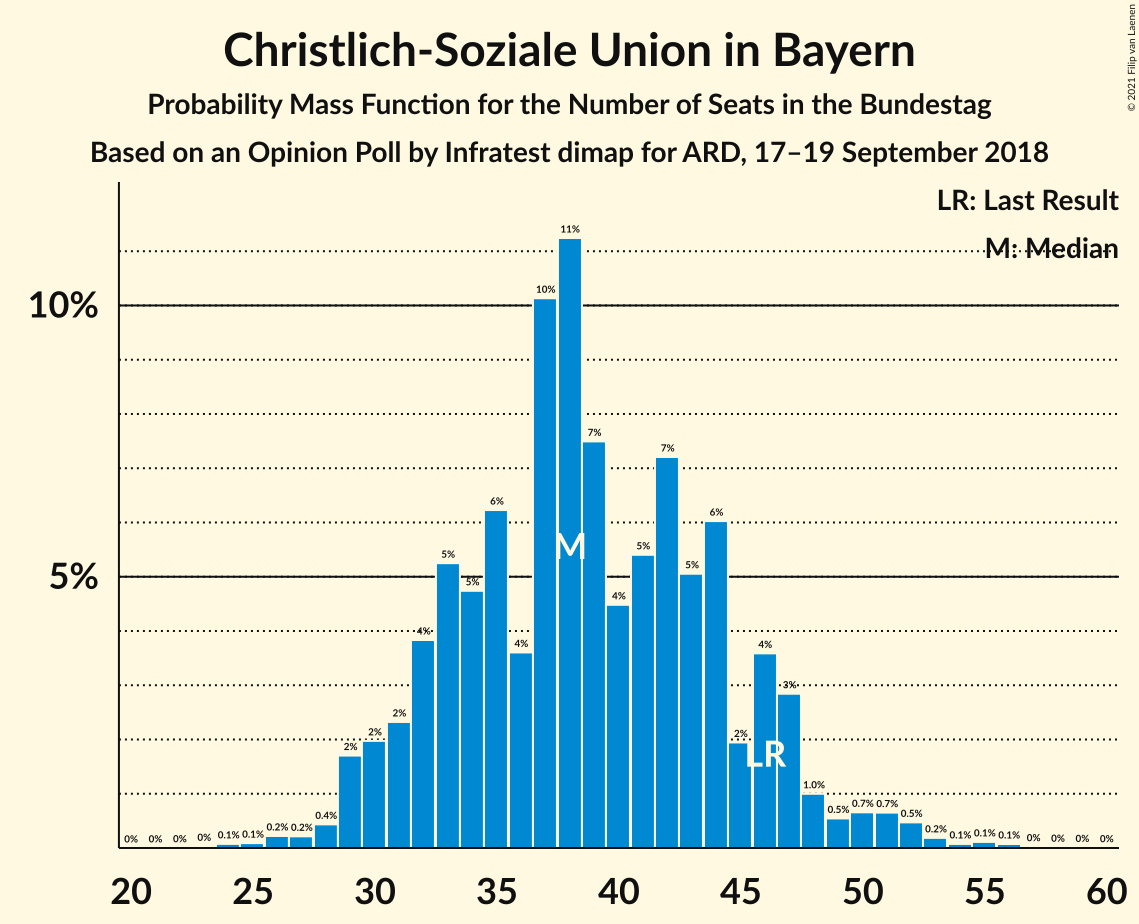 Christlich-Soziale Union in Bayern
Probability Mass Function for the Number of Seats in the Bundestag
Based on an Opinion Poll by Infratest dimap for ARD, 17–19 September 2018
© 2021 Filip van Laenen
LR: Last Result
M: Median
10%
5%
0% 0% 0% 0% 0.1% 0.1% 0.2% 0.2% 0.4% 2% 2% 2% 4% 5% 5% 6% 4% 10% 11% 7% 4% 5% 7% 5% 6% 2% 4% 3% 1.0% 0.5% 0.7% 0.7% 0.5% 0.2% 0.1% 0.1% 0.1% 0% 0% 0% 0%
M
LR
20 25 30 35 40 45 50 55 60